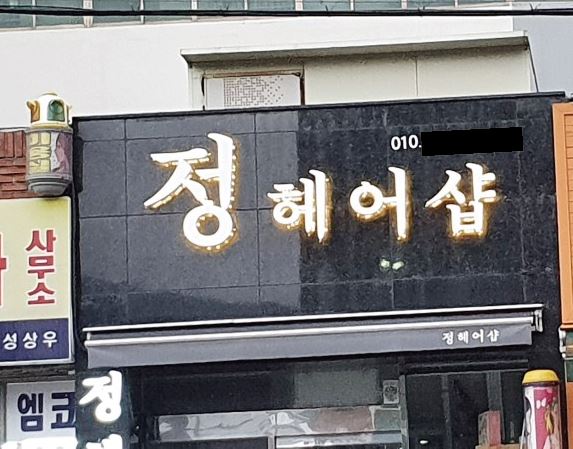 정 헤어샵
010.
정헤어샵
사무소
성상우
엠코
정